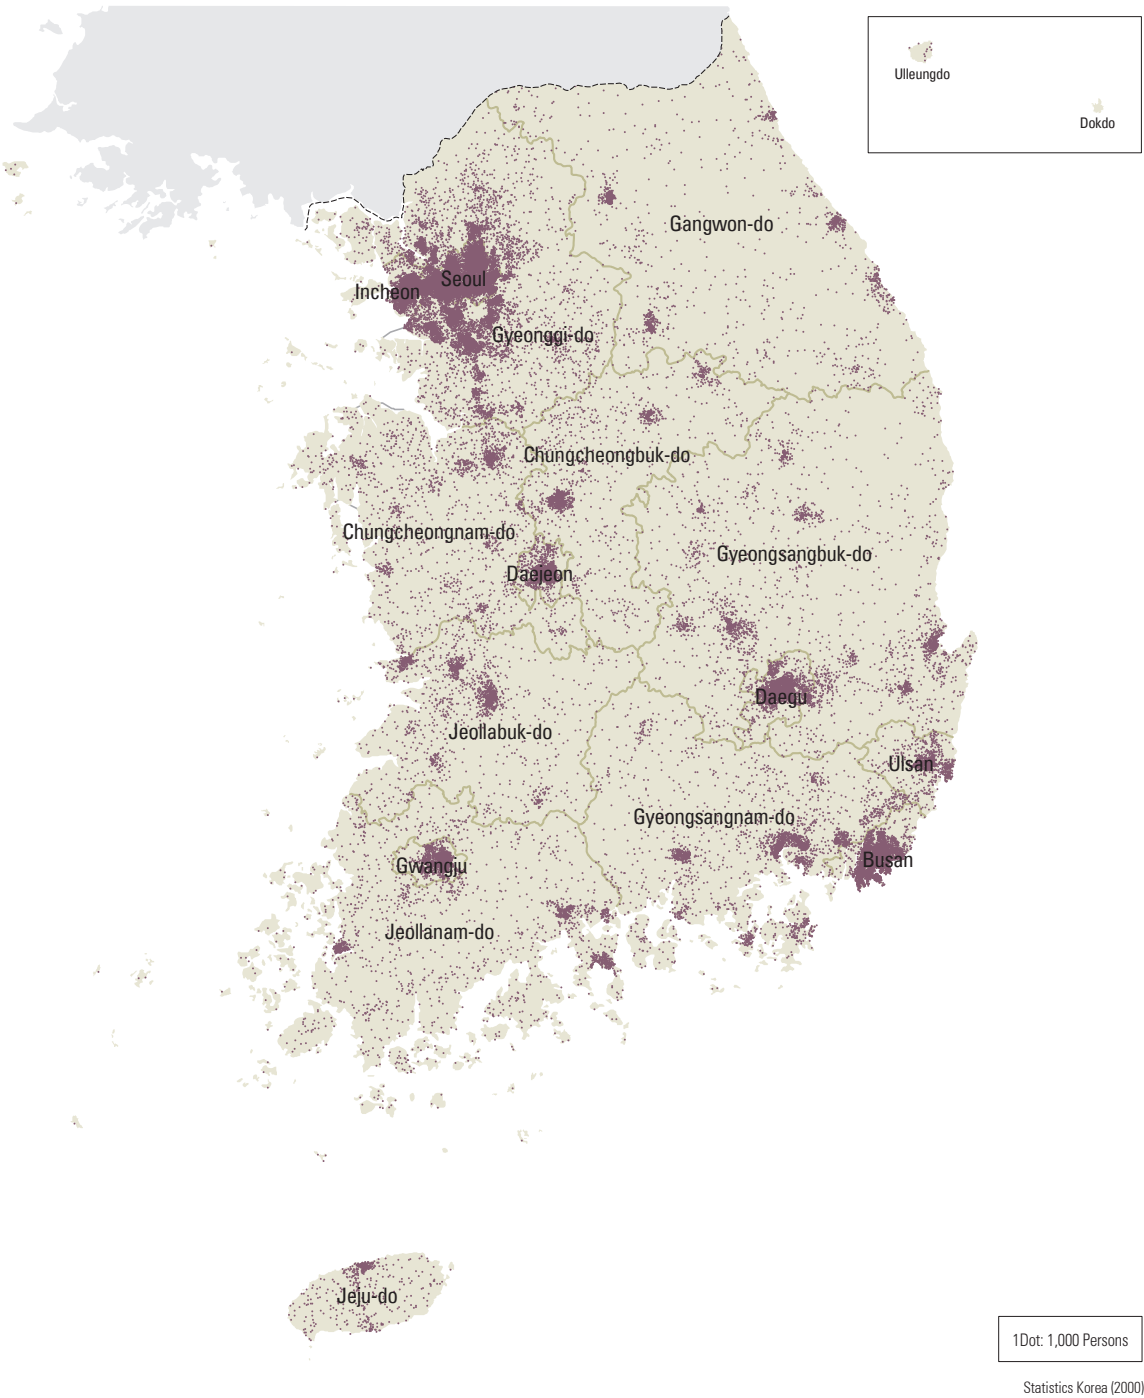 Ulleungdo
Dokdo
Gangwon-do
Seoul
Incheon
Gyeonggi-do
Chungcheongbuk-do
Chungcheongnam-do
Gyeongsangbuk-do
Daejeon
Daegu
Jeollabuk-do
Ulsan
Gyeongsangnam-do
Busan
Gwangju
Jeollanam-do
Jeju-do
1Dot: 1,000 Persons
Statistics Korea (2000)